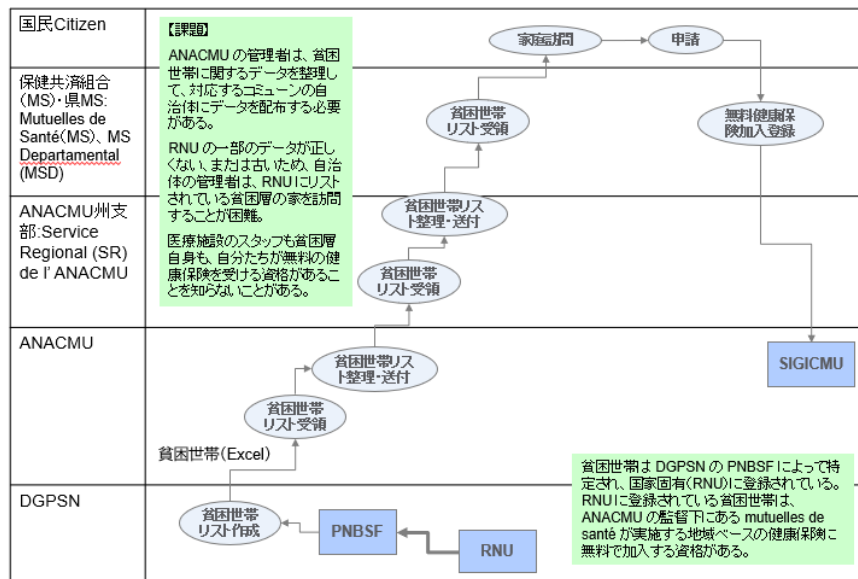 国民Citizen
【課題】
ANACMUの管理者は、貧困
世帯に関するデータを整理し
て、対応するコミューンの自
治体にデータを配布する必要
がある。
RNUの一部のデータが正し
くない、または古いため、自治
体の管理者は、RNUにリスト
されている貧困層の家を訪問
することが困難。
医療施設のスタッフも貧困層
自身も、自分たちが無料の健
康保険を受ける資格があるこ
とを知らないことがある。
家庭訪問
申請
保健共済組合
(MS)・県MS:
Mutuelles de
Santé(MS)、MS
Departamental
(MSD)
貧困世帯
リスト受領
無料健康保
険加入登録
ANACMU州支
部:Service
Regional (SR)
de l' ANACMU
貧困世帯リス
ト整理・送付
貧困世帯
リスト受領
ANACMU
貧困世帯リス
ト整理・送付
SIGICMU
貧困世帯
リスト受領
貧困世帯(Excel)
DGPSN
貧困世帯
リスト作成
PNBSF
RNU
貧困世帯は DGPSN の PNBSF によって特
定され、国家固有(RNU)に登録されている。
RNUに登録されている貧困世帯は、
ANACMU の監督下にある mutuelles de
santé が実施する地域ベースの健康保険に
無料で加入する資格がある。